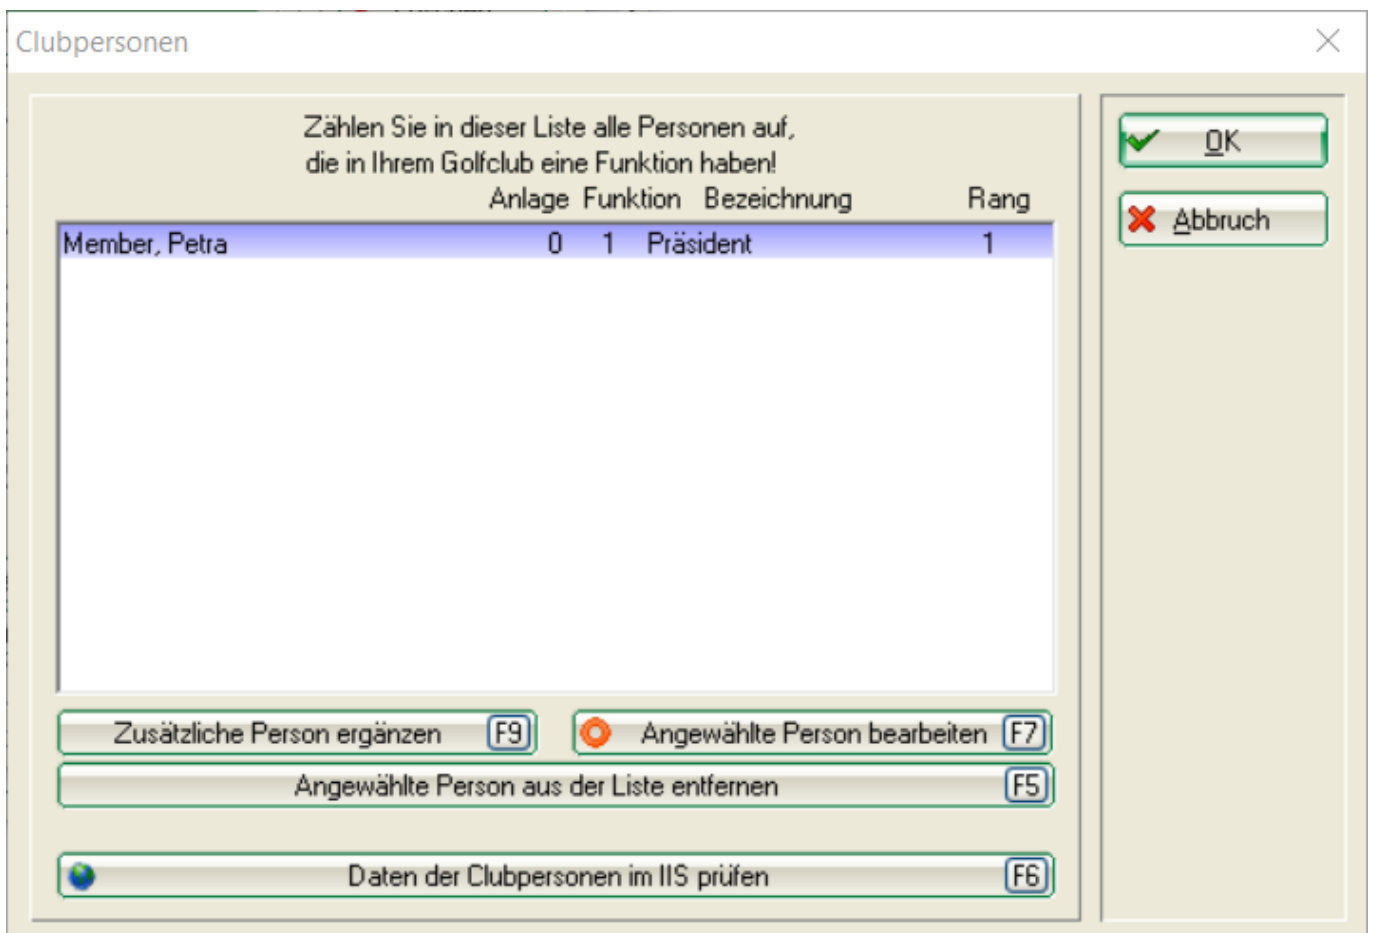 Clubpersonen
Zählen Sie in dieser Liste alle Personen auf,
die in Ihrem Golfclub eine Funktion haben!
Anlage Funktion Bezeichnung Rang
Member, Petra 0 1 Präsident 1
Zusätzliche Person ergänzen F9
Angewählte Person bearbeiten F7
Angewählte Person aus der Liste entfernen F5
Daten der Clubpersonen im IIS prüfen F6
OK
Abbruch